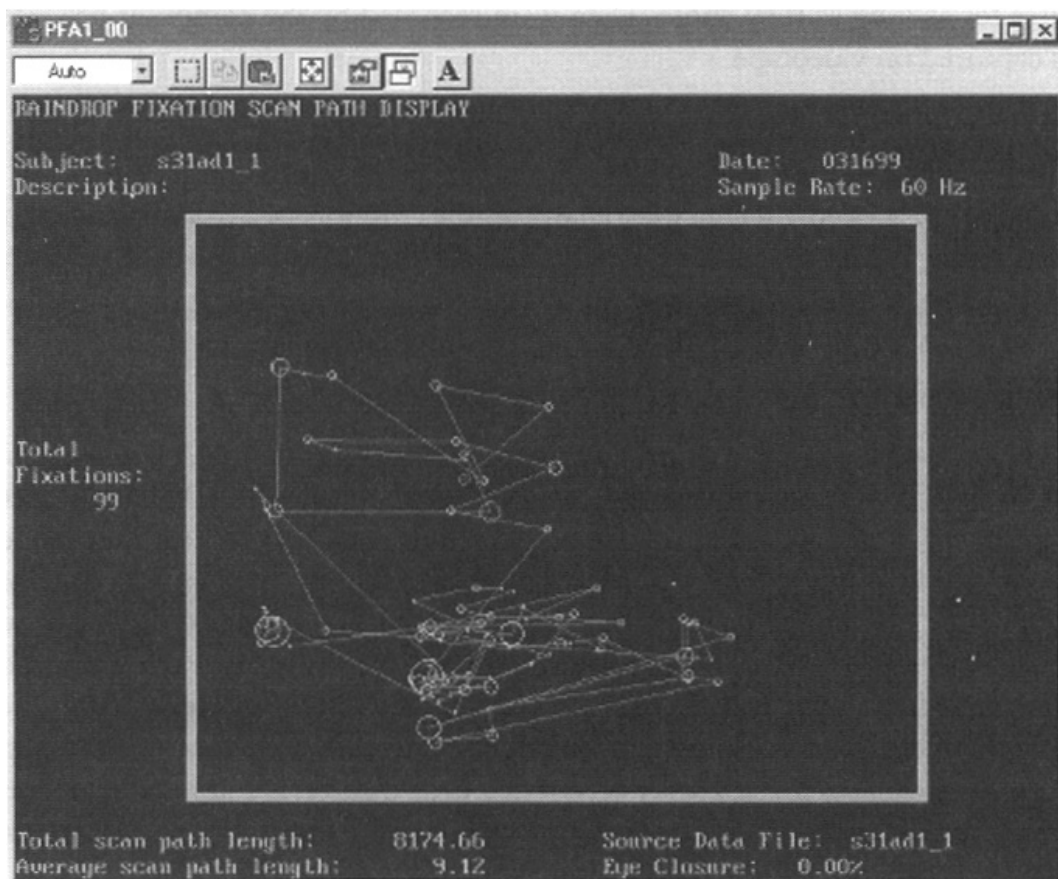 PFA1_00
Auto
A
RAINDROP FIXATION SCAN PATH DISPLAY
Subject: s31ad1_1
Date: 031699
Description:
Sample Rate: 60 Hz
Total
Fixations:
99
Total scan path length: 8174.66
Source Data File: s31ad1_1
Average scan path length: 9.12
Eye Closure: 0.00%